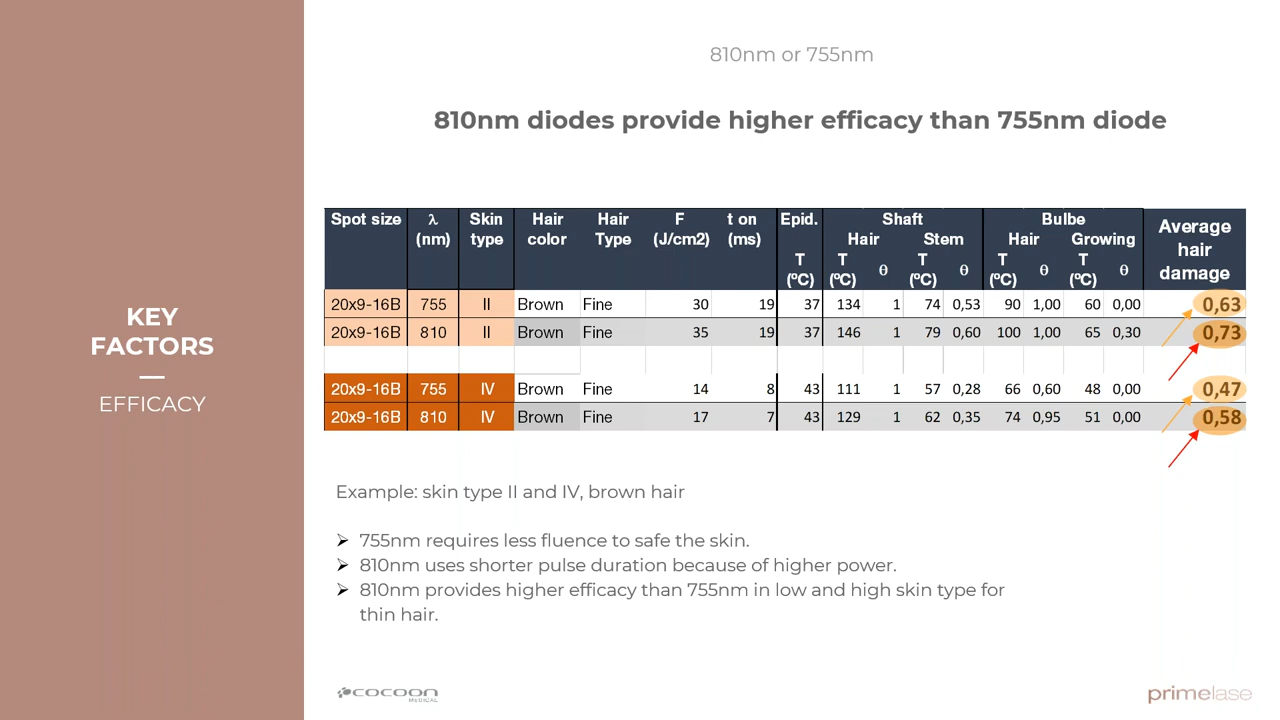 810nm or 755nm
810nm diodes provide higher efficacy than 755nm diode
KEY
FACTORS
EFFICACY
Spot size λ Skin Hair Hair F t on Epid. Shaft Bulbe Average
(nm) type color Type (J/cm2) (ms) Hair Stem Hair Growing hair
T T θ T θ T θ T θ damage
(ºC) (ºC) (ºC) (ºC) (ºC)
20x9-16B 755 II Brown Fine 30 19 37 134 1 74 0,53 90 1,00 60 0,00 0,63
20x9-16B 810 II Brown Fine 35 19 37 146 1 79 0,60 100 1,00 65 0,30 0,73
20x9-16B 755 IV Brown Fine 14 8 43 111 1 57 0,28 66 0,60 48 0,00 0,47
20x9-16B 810 IV Brown Fine 17 7 43 129 1 62 0,35 74 0,95 51 0,00 0,58
Example: skin type II and IV, brown hair
⮚ 755nm requires less fluence to safe the skin.
⮚ 810nm uses shorter pulse duration because of higher power.
⮚ 810nm provides higher efficacy than 755nm in low and high skin type for
thin hair.
cocoon
MEDICAL
primelase